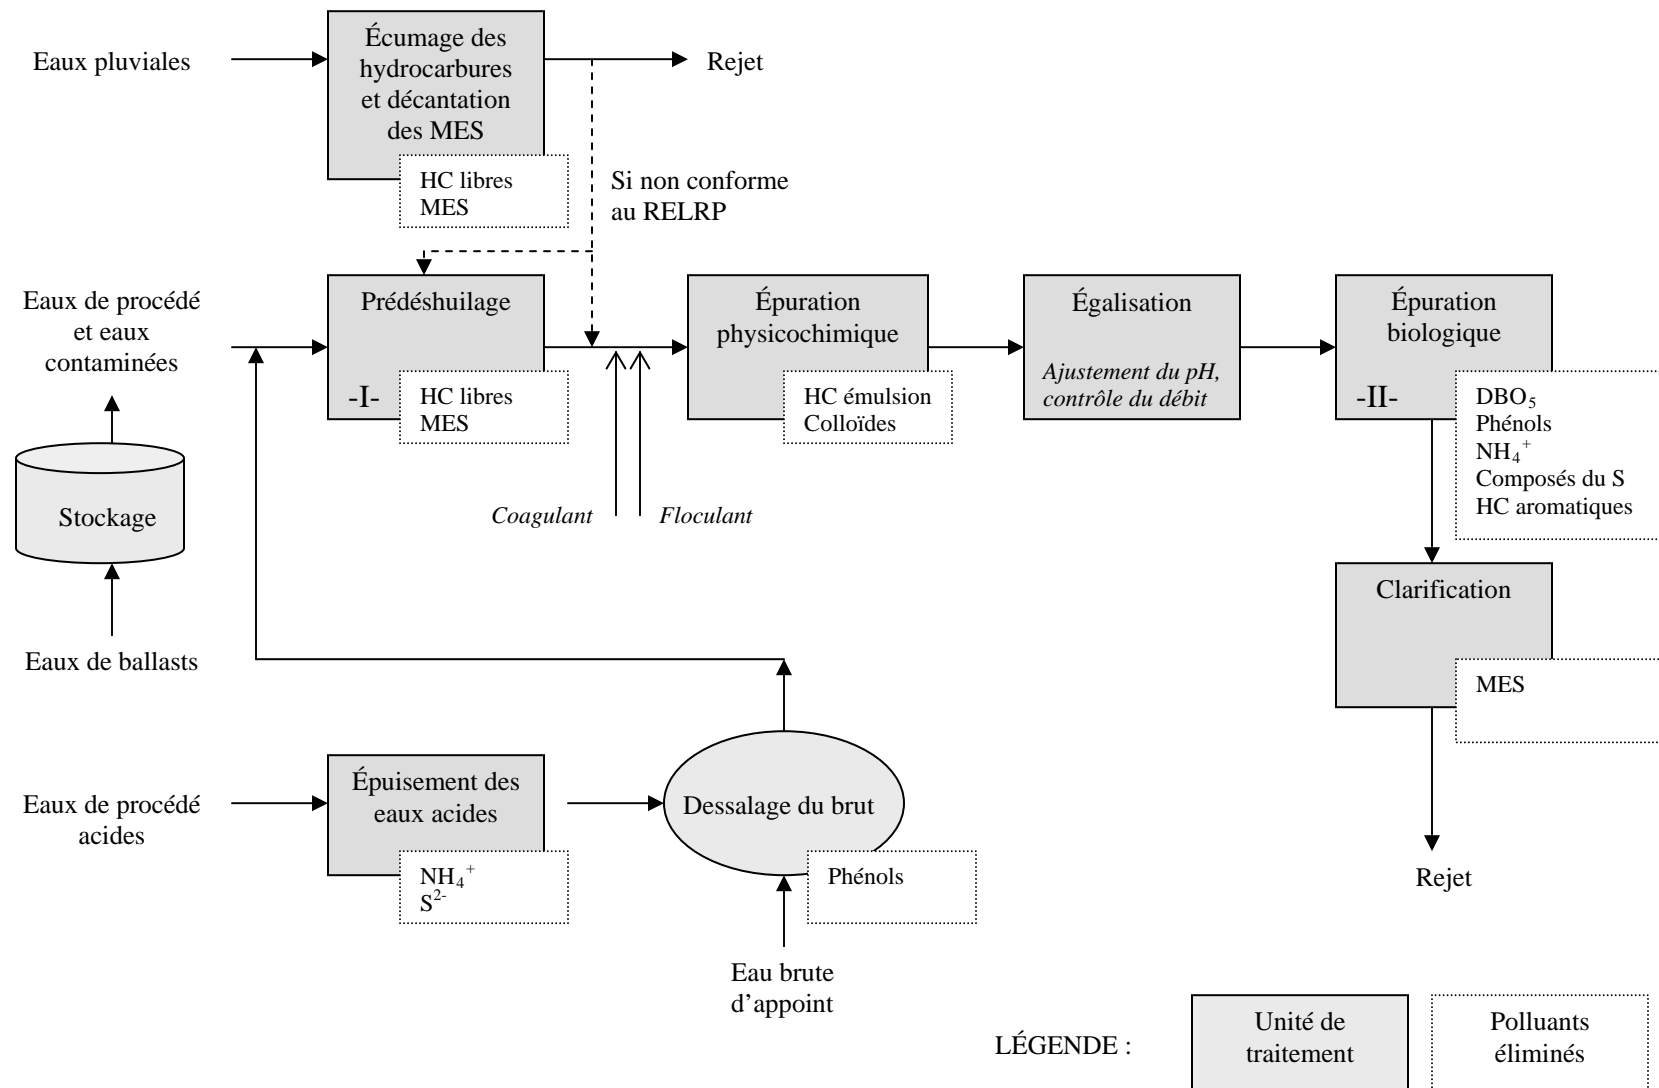 Eaux pluviales
Écumage des
hydrocarbures
et décantation
des MES
HC libres
MES
Rejet
Si non conforme
au RELRP
Eaux de procédé
et eaux
contaminées
Prédéshuilage
-I-
HC libres
MES
Épuration
physicochimique
HC émulsion
Colloïdes
Égalisation
Ajustement du pH,
contrôle du débit
Épuration
biologique
-II-
DBO₅
Phénols
NH₄⁺
Composés du S
HC aromatiques
Stockage
Coagulant
Floculant
Eaux de ballasts
Clarification
MES
Rejet
Eaux de procédé
acides
Épuisement des
eaux acides
NH₄⁺
S²⁻
Dessalage du brut
Phénols
Eau brute
d’appoint
LÉGENDE :
Unité de
traitement
Polluants
éliminés